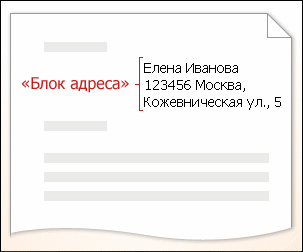 Елена Иванова
«Блок адреса» 123456 Москва,
Кожевническая ул., 5